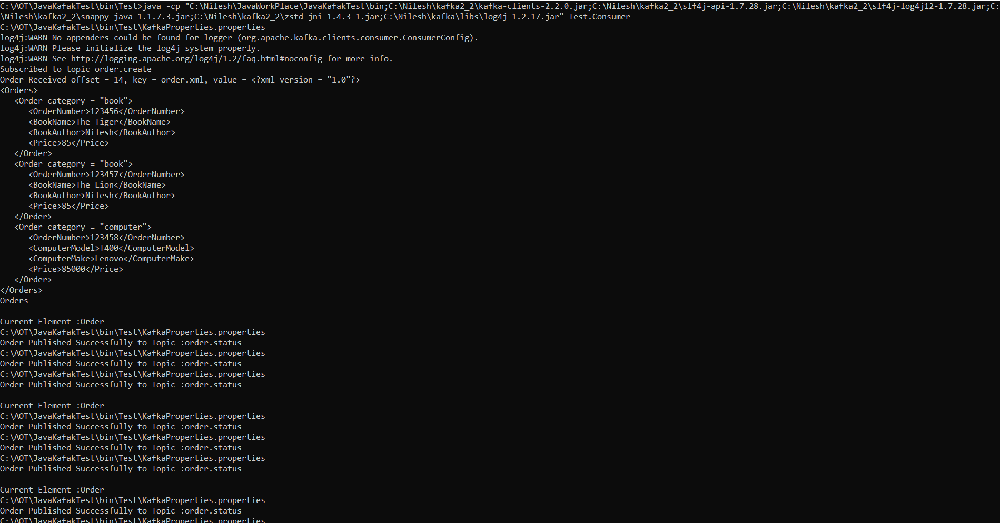 C:\AOT\JavaKafakTest\bin\Test>java -cp "C:\Nilesh\JavaWorkPlace\JavaKafakTest\bin;C:\Nilesh\kafka2_2\kafka-clients-2.2.0.jar;C:\Nilesh\kafka2_2\slf4j-api-1.7.28.jar;C:\Nilesh\kafka2_2\slf4j-log4j12-1.7.28.jar;C:
\Nilesh\kafka2_2\snappy-java-1.1.7.3.jar;C:\Nilesh\kafka2_2\zstd-jni-1.4.3-1.jar;C:\Nilesh\kafka\libs\log4j-1.2.17.jar" Test.Consumer
C:\AOT\JavaKafakTest\bin\Test\KafkaProperties.properties
log4j:WARN No appenders could be found for logger (org.apache.kafka.clients.consumer.ConsumerConfig).
log4j:WARN Please initialize the log4j system properly.
log4j:WARN See http://logging.apache.org/log4j/1.2/faq.html#noconfig for more info.
Subscribed to topic order.create
Order Received offset = 14, key = order.xml, value = <?xml version = "1.0"?>
<Orders>
   <Order category = "book">
      <OrderNumber>123456</OrderNumber>
      <BookName>The Tiger</BookName>
      <BookAuthor>Nilesh</BookAuthor>
      <Price>85</Price>
   </Order>
   <Order category = "book">
      <OrderNumber>123457</OrderNumber>
      <BookName>The Lion</BookName>
      <BookAuthor>Nilesh</BookAuthor>
      <Price>85</Price>
   </Order>
   <Order category = "computer">
      <OrderNumber>123458</OrderNumber>
      <ComputerModel>T400</ComputerModel>
      <ComputerMake>Lenovo</ComputerMake>
      <Price>85000</Price>
   </Order>
</Orders>
Orders

Current Element :Order
C:\AOT\JavaKafakTest\bin\Test\KafkaProperties.properties
Order Published Successfully to Topic :order.status
C:\AOT\JavaKafakTest\bin\Test\KafkaProperties.properties
Order Published Successfully to Topic :order.status
C:\AOT\JavaKafakTest\bin\Test\KafkaProperties.properties
Order Published Successfully to Topic :order.status

Current Element :Order
C:\AOT\JavaKafakTest\bin\Test\KafkaProperties.properties
Order Published Successfully to Topic :order.status
C:\AOT\JavaKafakTest\bin\Test\KafkaProperties.properties
Order Published Successfully to Topic :order.status
C:\AOT\JavaKafakTest\bin\Test\KafkaProperties.properties
Order Published Successfully to Topic :order.status

Current Element :Order
C:\AOT\JavaKafakTest\bin\Test\KafkaProperties.properties
Order Published Successfully to Topic :order.status
C:\AOT\JavaKafakTest\bin\Test\KafkaProperties.properties